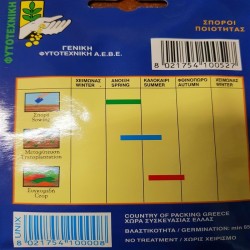 ΦΥΤΟΤΕΧΝΙΚΗ
ΓΕΝΙΚΗ
ΦΥΤΟΤΕΧΝΙΚΗ Α.Ε.Β.Ε.
ΣΠΟΡΟΙ
ΠΟΙΟΤΗΤΑΣ
8 021754 100527
ΧΕΙΜΩΝΑΣ ΑΝΟΙΞΗ ΚΑΛΟΚΑΙΡΙ ΦΘΙΝΟΠΩΡΟ ΧΕΙΜΩΝΑΣ
WINTER SPRING SUMMER AUTUMN WINTER
Σπορά
Sowing
Μεταφύτευση
Transplantation
Συγκομιδή
Crop
UNIX
8 021754 100008
COUNTRY OF PACKING GREECE
ΧΩΡΑ ΣΥΣΚΕΥΑΣΙΑΣ ΕΛΛΑΣ
ΒΛΑΣΤΙΚΟΤΗΤΑ / GERMINATION:
NO TREATMENT / ΧΩΡΙΣ ΧΕΙΡΙΣΜΟ